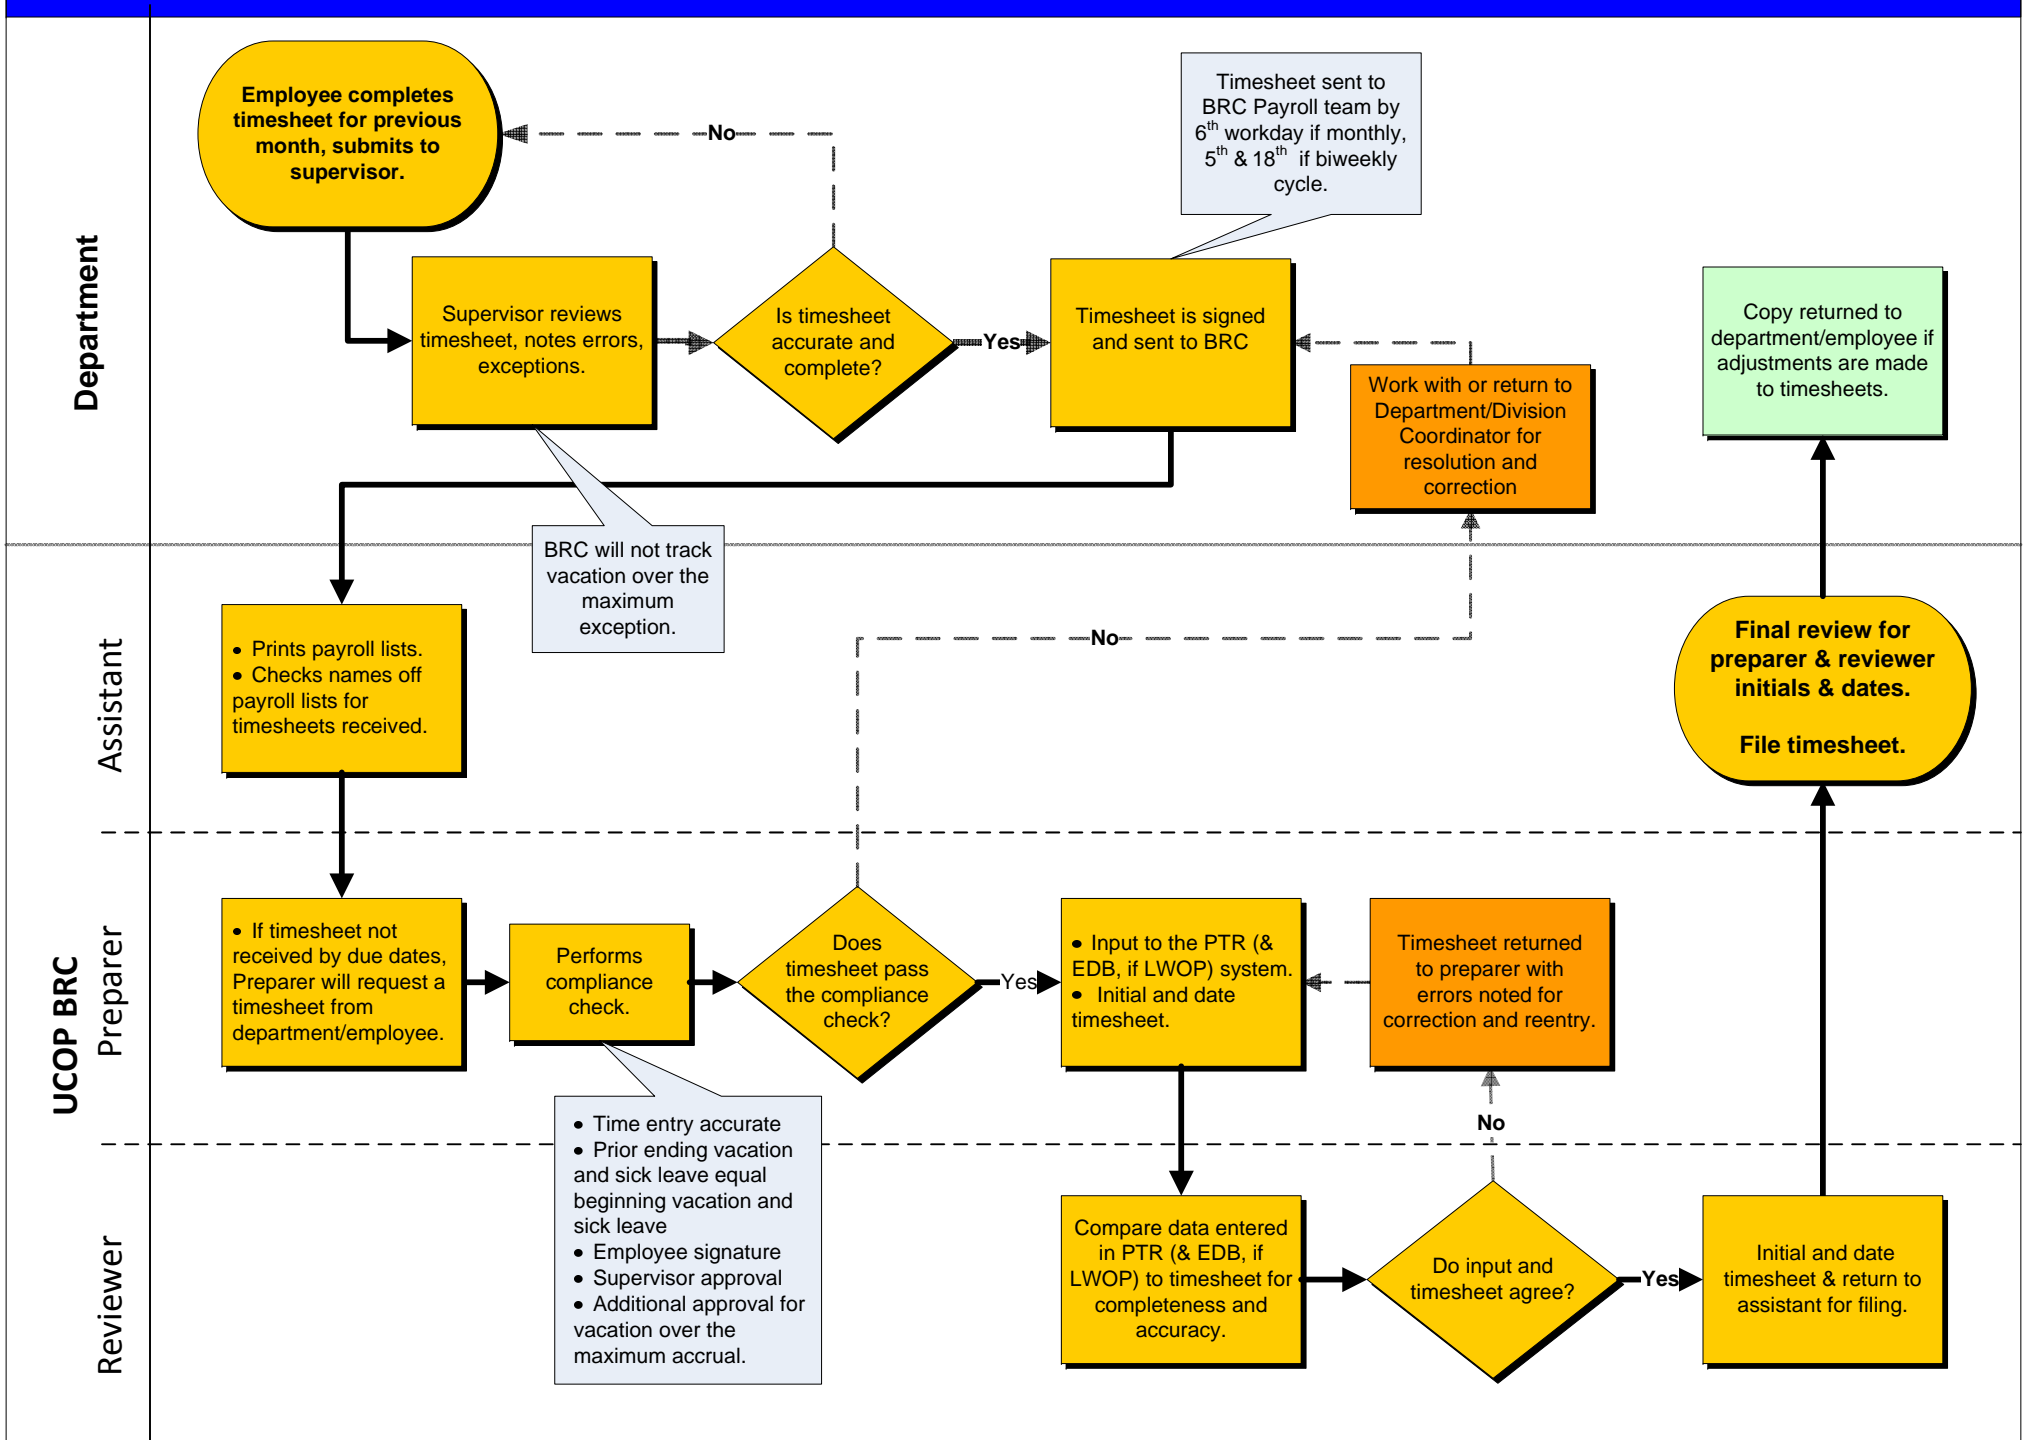 Department
Employee completes
timesheet for previous
month, submits to
supervisor.
No
Timesheet sent to
BRC Payroll team by
6th workday if monthly,
5th & 18th if biweekly
cycle.
Supervisor reviews
timesheet, notes errors,
exceptions.
Is timesheet
accurate and
complete?
Yes
Timesheet is signed
and sent to BRC
Work with or return to
Department/Division
Coordinator for
resolution and
correction
Copy returned to
department/employee if
adjustments are made
to timesheets.
BRC will not track
vacation over the
maximum
exception.
UCOP BRC
Assistant
• Prints payroll lists.
• Checks names off
payroll lists for
timesheets received.
No
Final review for
preparer & reviewer
initials & dates.
File timesheet.
Preparer
• If timesheet not
received by due dates,
Preparer will request a
timesheet from
department/employee.
Performs
compliance
check.
Does
timesheet pass
the compliance
check?
Yes
• Input to the PTR (&
EDB, if LWOP) system.
• Initial and date
timesheet.
Timesheet returned
to preparer with
errors noted for
correction and reentry.
• Time entry accurate
• Prior ending vacation
and sick leave equal
beginning vacation and
sick leave
• Employee signature
• Supervisor approval
• Additional approval for
vacation over the
maximum accrual.
No
Reviewer
Compare data entered
in PTR (& EDB, if
LWOP) to timesheet for
completeness and
accuracy.
Do input and
timesheet agree?
Yes
Initial and date
timesheet & return to
assistant for filing.